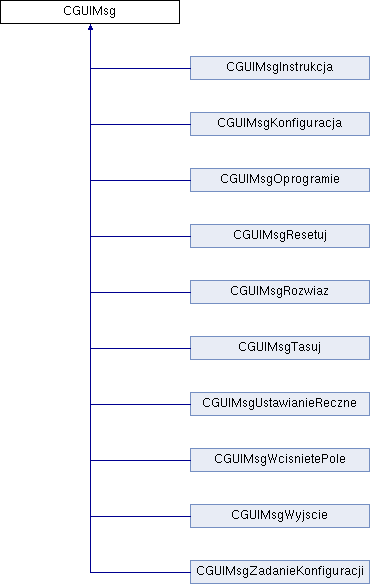 CGUIMsg
CGUIMsgInstrukcja
CGUIMsgKonfiguracja
CGUIMsgOprogramie
CGUIMsgResetuj
CGUIMsgRozwiaz
CGUIMsgTasuj
CGUIMsgUstawianieReczne
CGUIMsgWcisnietePole
CGUIMsgWyjscie
CGUIMsgZadanieKonfiguracji